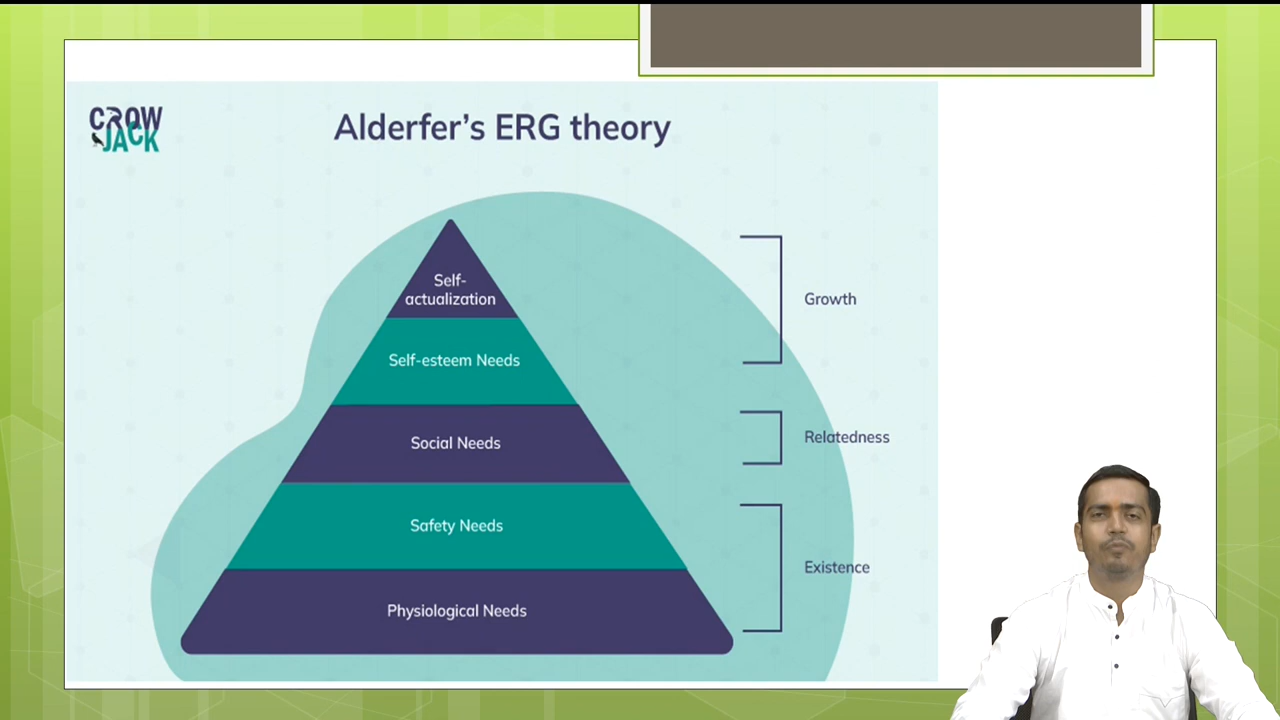 CROW
JACK
Alderfer's ERG theory
Self-
actualization
Growth
Self-esteem Needs
Social Needs
Relatedness
Safety Needs
Existence
Physiological Needs